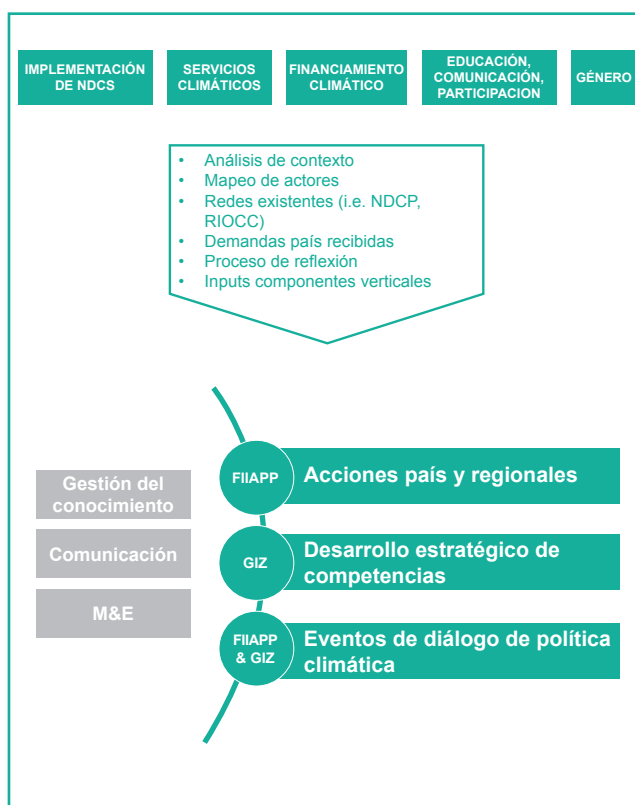 IMPLEMENTACIÓN
DE NDCS
SERVICIOS
CLIMÁTICOS
FINANCIAMIENTO
CLIMÁTICO
EDUCACIÓN,
COMUNICACIÓN,
PARTICIPACION
GÉNERO
• Análisis de contexto
• Mapeo de actores
• Redes existentes (i.e. NDCP,
RIOCC)
• Demandas país recibidas
• Proceso de reflexión
• Inputs componentes verticales
Gestión del
conocimiento
Comunicación
M&E
FIIAPP
Acciones país y regionales
GIZ
Desarrollo estratégico de
competencias
FIIAPP
& GIZ
Eventos de diálogo de política
climática